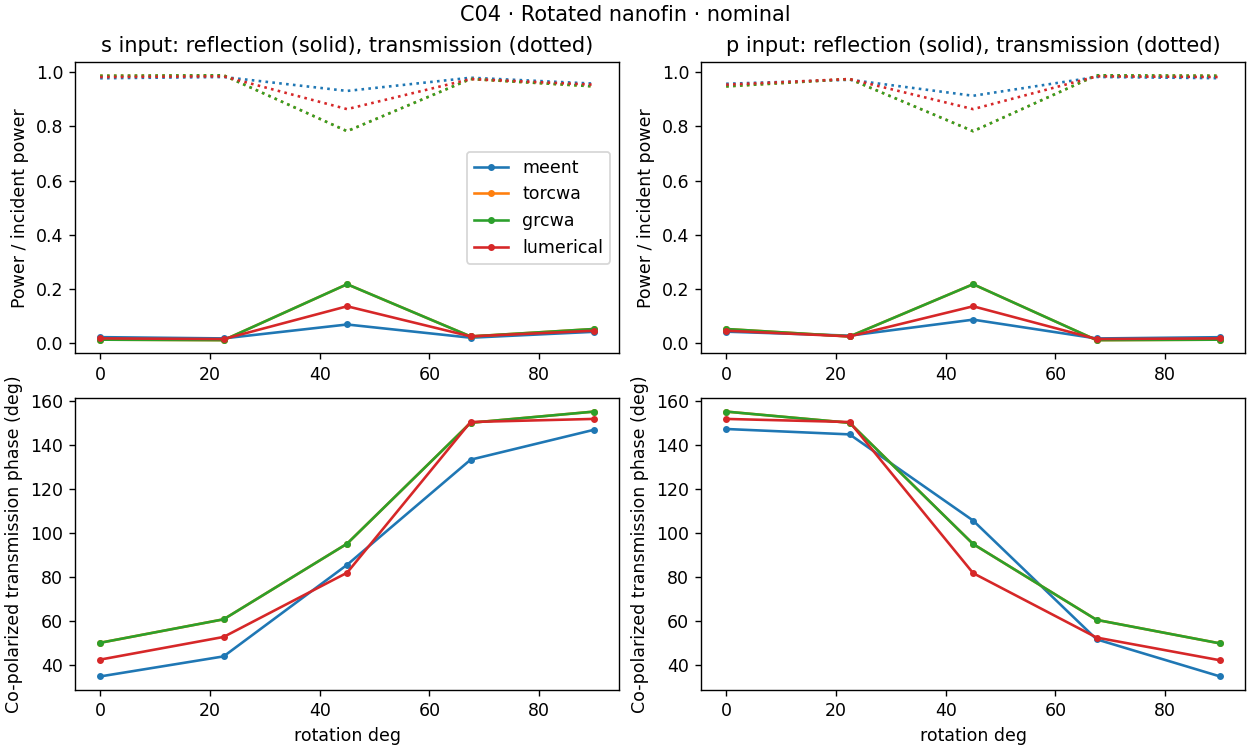 C04 · Rotated nanofin · nominal
s input: reflection (solid), transmission (dotted)
p input: reflection (solid), transmission (dotted)
Power / incident power
1.0
0.8
0.6
0.4
0.2
0.0
0 20 40 60 80
meent
torcwa
grcwa
lumerical
Power / incident power
1.0
0.8
0.6
0.4
0.2
0.0
0 20 40 60 80
Co-polarized transmission phase (deg)
160
140
120
100
80
60
40
0 20 40 60 80
rotation deg
Co-polarized transmission phase (deg)
160
140
120
100
80
60
40
0 20 40 60 80
rotation deg